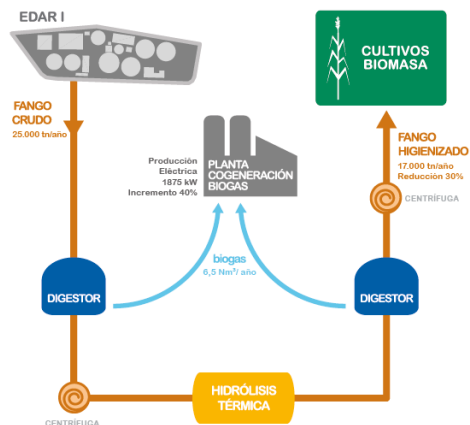 EDAR I
FANGO
CRUDO
25.000 tn/año
Producción
Eléctrica
1875 kW
Incremento 40%
PLANTA
COGENERACIÓN
BIOGAS
CULTIVOS
BIOMASA
FANGO
HIGIENIZADO
17.000 tn/año
Reducción 30%
CENTRÍFUGA
biogas
6,5 Nm³/ año
DIGESTOR
DIGESTOR
HIDRÓLISIS
TÉRMICA
CENTRÍFUGA